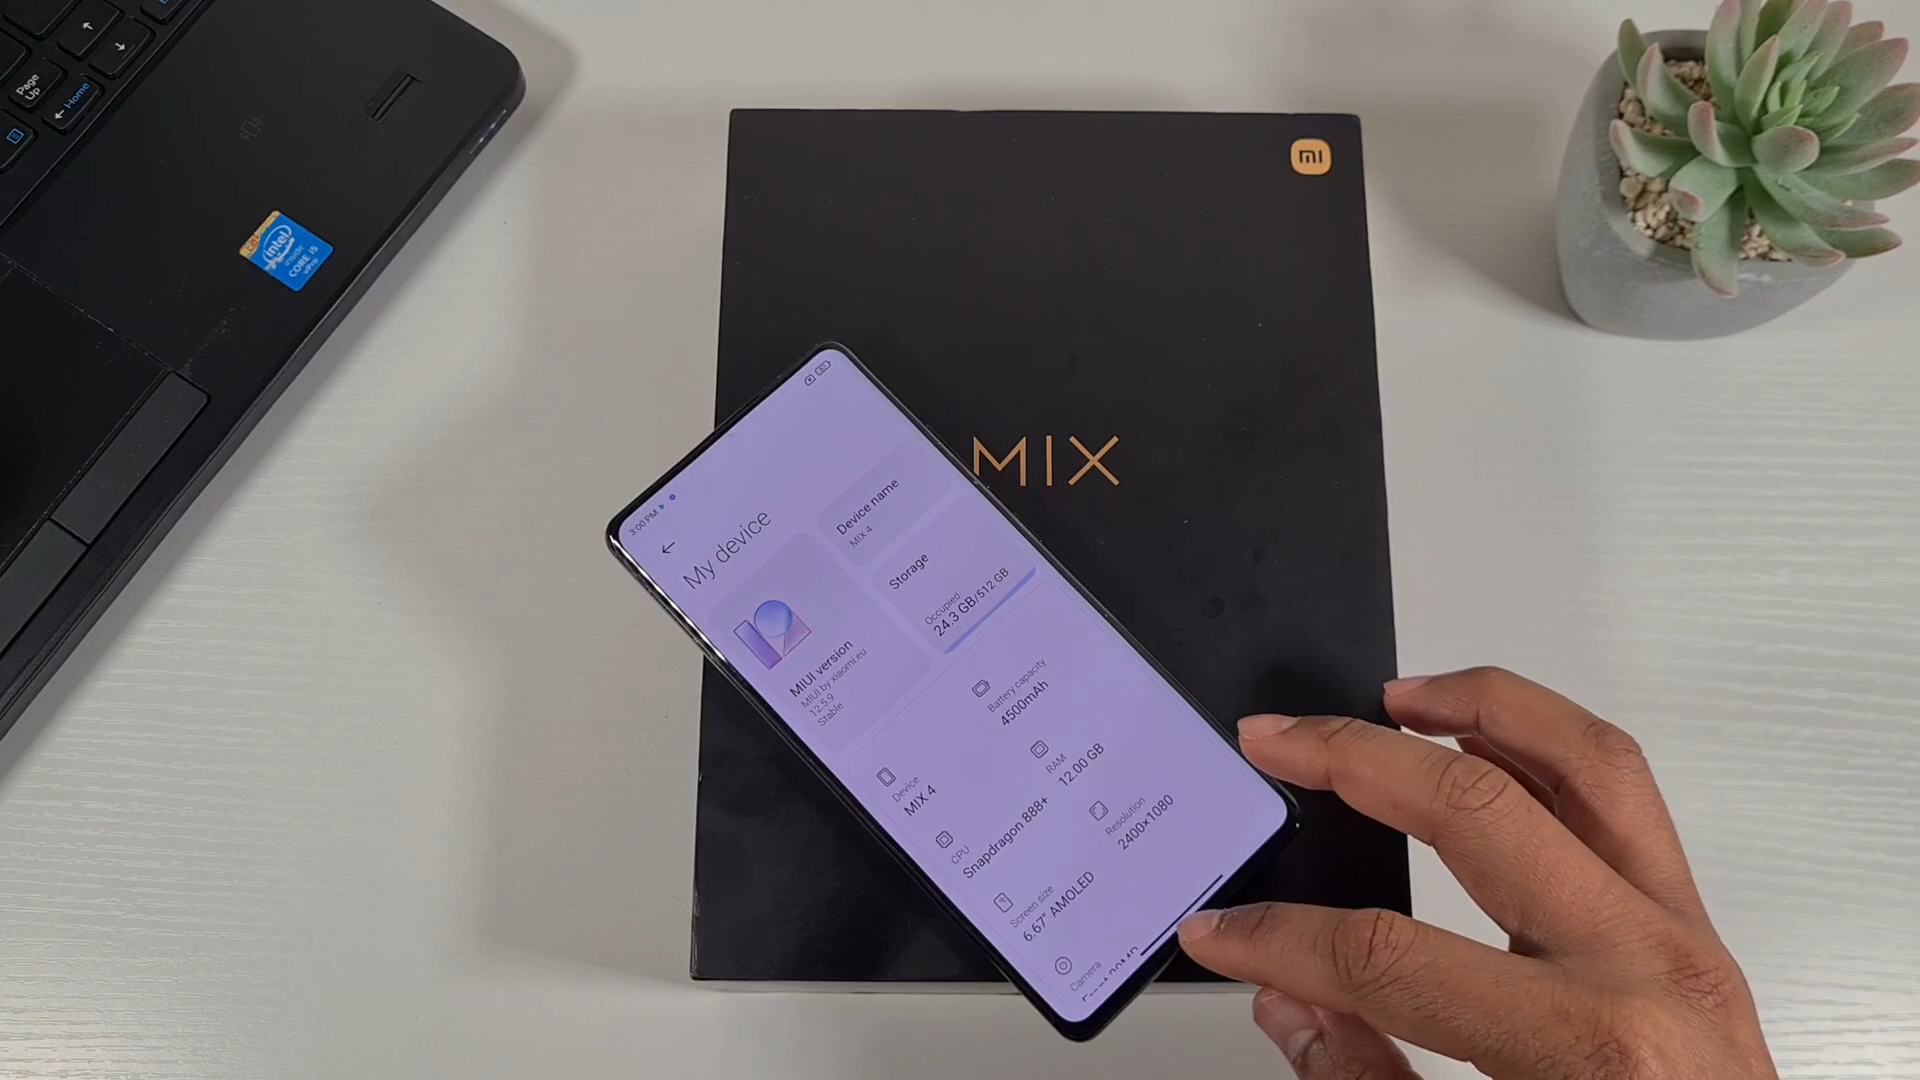 Page
Up
Home
intel
inside
CORE i5
vPro
mi
MIX
3:00 PM
My device
Device name
MIX 4
Storage
Occupied
24.3 GB/512 GB
MIUI version
MIUI by xiaomi.eu
12.5.9
Stable
Battery capacity
4500mAh
Device
MIX 4
RAM
12.00 GB
CPU
Snapdragon 888+
Resolution
2400×1080
Screen size
6.67" AMOLED
Camera